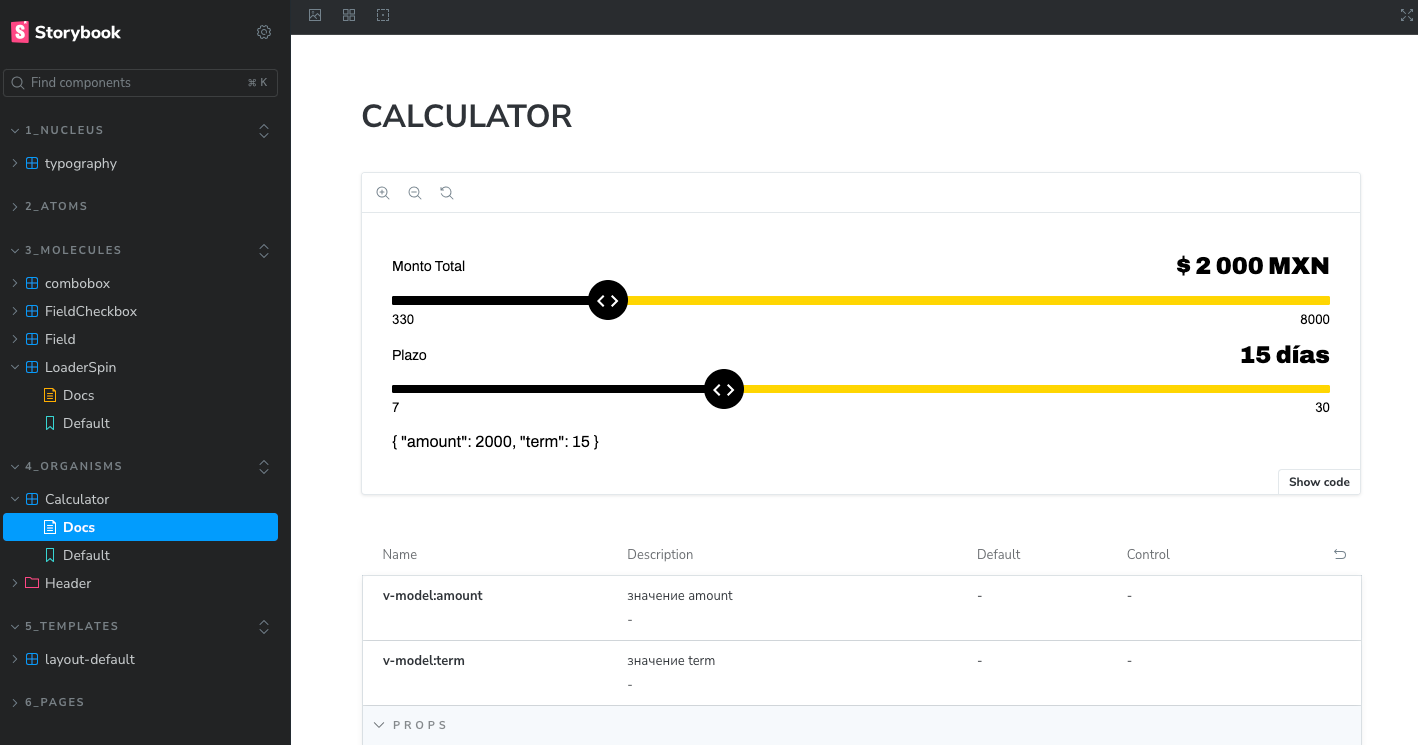 Storybook
Find components ⌘ K
1_NUCLEUS
typography
2_ATOMS
3_MOLECULES
combobox
FieldCheckbox
Field
LoaderSpin
Docs
Default
4_ORGANISMS
Calculator
Docs
Default
Header
5_TEMPLATES
layout-default
6_PAGES
CALCULATOR
Monto Total $ 2 000 MXN
330 8000
Plazo 15 días
7 30
{ "amount": 2000, "term": 15 }
Show code
Name Description Default Control
v-model:amount значение amount - -
-
v-model:term значение term - -
-
PROPS